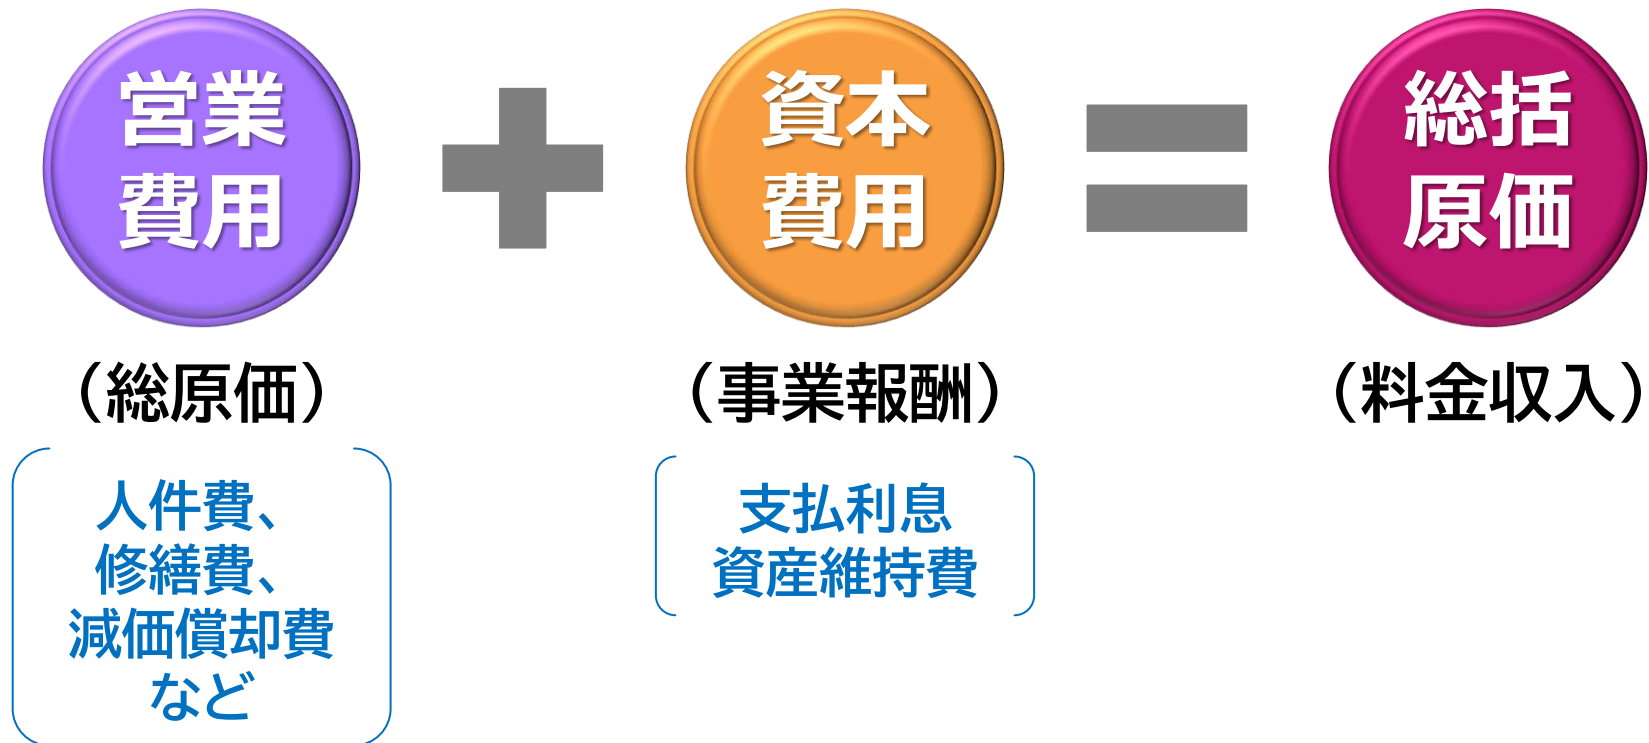 営業
費用
資本
費用
総括
原価
（総原価）
（事業報酬）
（料金収入）
人件費、
修繕費、
減価償却費
など
支払利息
資産維持費